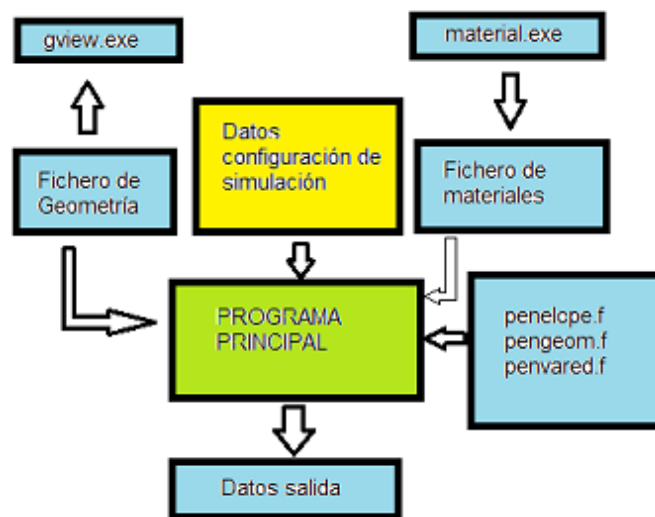 gview.exe
material.exe
Datos
configuración de
simulación
Fichero de
Geometría
Fichero de
materiales
PROGRAMA
PRINCIPAL
penelcpe.f
pengeom.f
penvared.f
Datos salida